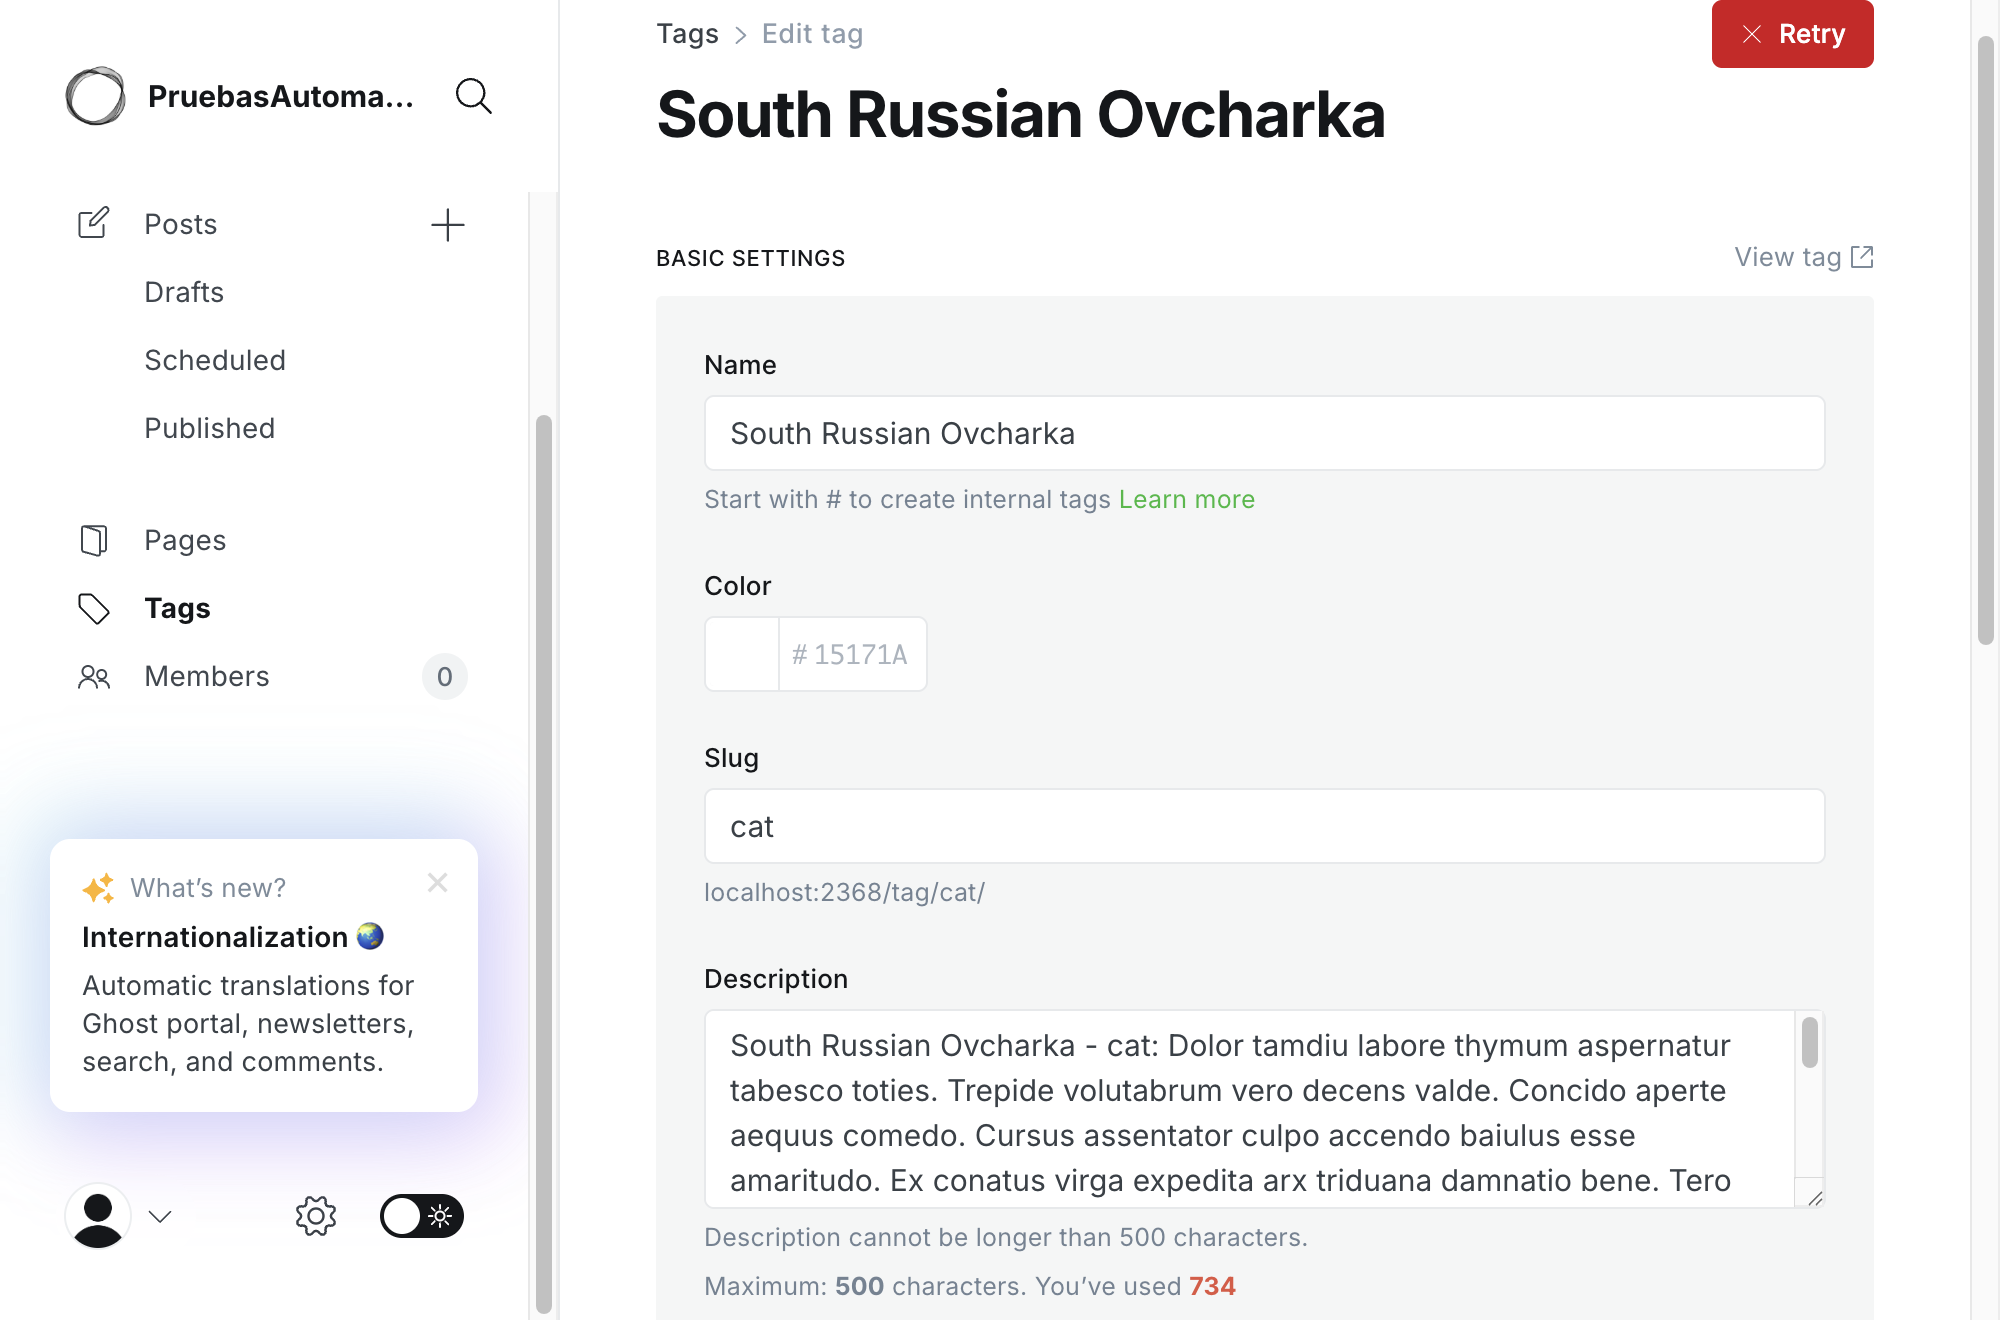 PruebasAutoma...
Posts
Drafts
Scheduled
Published
Pages
Tags
Members
0
What's new?
Internationalization
Automatic translations for
Ghost portal, newsletters,
search, and comments.
Tags > Edit tag
Retry
South Russian Ovcharka
BASIC SETTINGS
View tag
Name
South Russian Ovcharka
Start with # to create internal tags Learn more
Color
# 15171A
Slug
cat
localhost:2368/tag/cat/
Description
South Russian Ovcharka - cat: Dolor tamdiu labore thymum aspernatur
tabesco toties. Trepide volutabrum vero decens valde. Concido aperte
aequus comedo. Cursus assentator culpo accendo baiulus esse
amaritudo. Ex conatus virga expedita arx triduana damnatio bene. Tero
Description cannot be longer than 500 characters.
Maximum: 500 characters. You've used 734